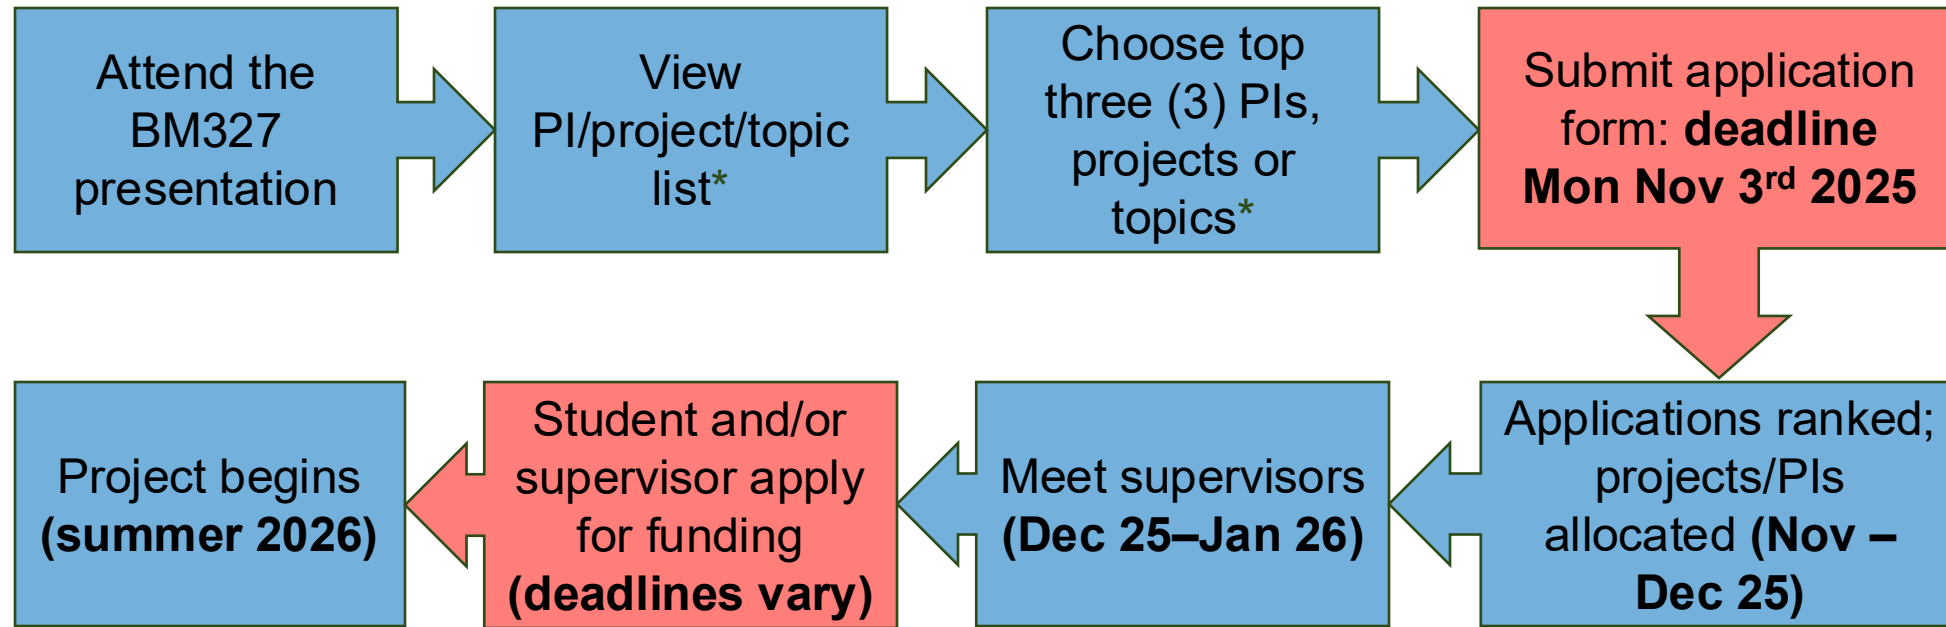 Attend the
BM327
presentation
View
PI/project/topic
list*
Choose top
three (3) PIs,
projects or
topics*
Submit application
form: deadline
Mon Nov 3rd 2025
Applications ranked;
projects/PIs
allocated (Nov –
Dec 25)
Meet supervisors
(Dec 25–Jan 26)
Student and/or
supervisor apply
for funding
(deadlines vary)
Project begins
(summer 2026)